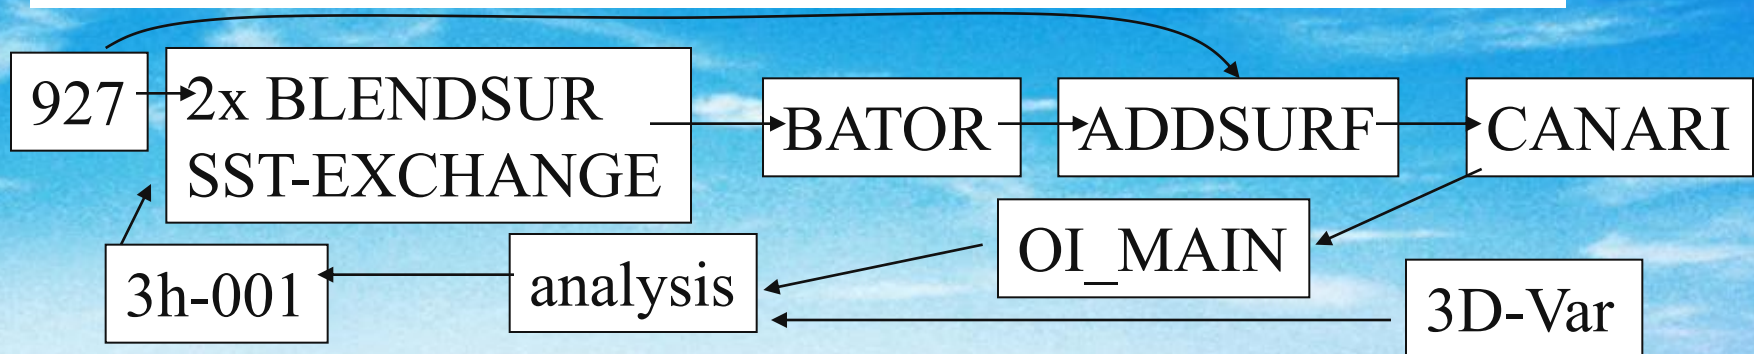 927
2x BLENDSUR
SST-EXCHANGE
BATOR
ADDSURF
CANARI
OI_MAIN
3h-001
analysis
3D-Var